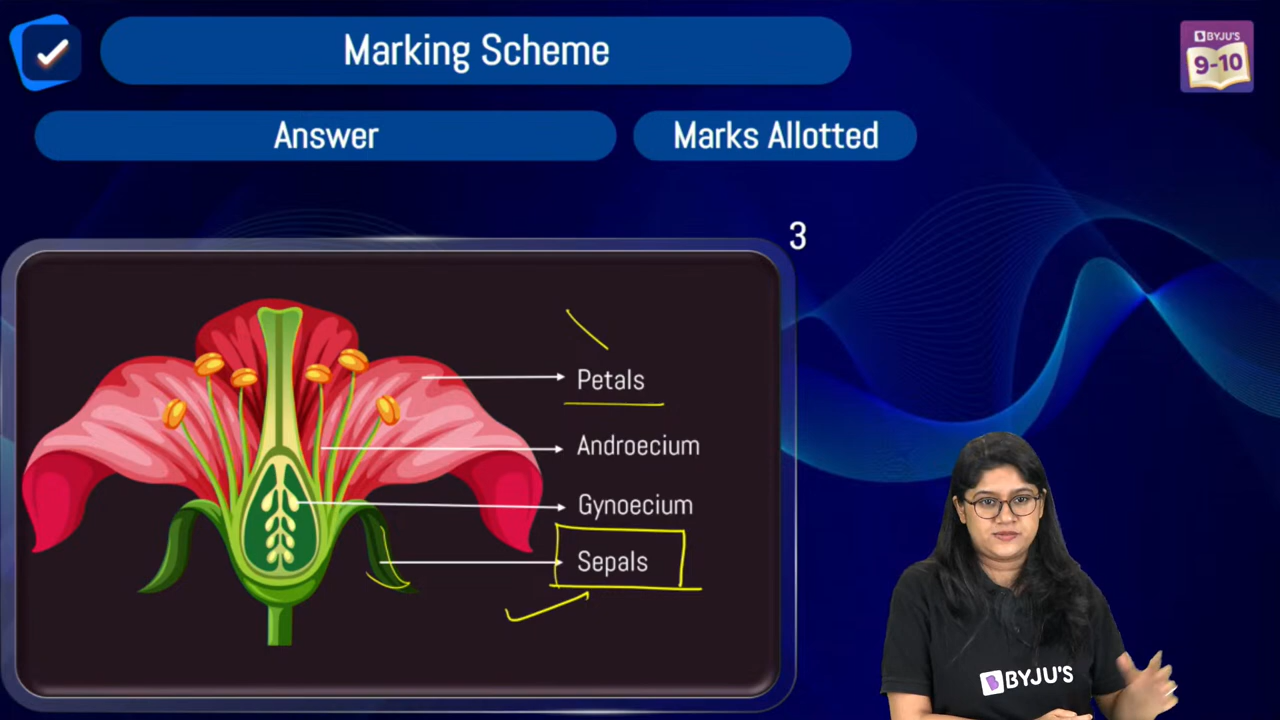 Marking Scheme
BYJU'S
9-10
Answer
Marks Allotted
3
Petals
Androecium
Gynoecium
Sepals
BYJU'S